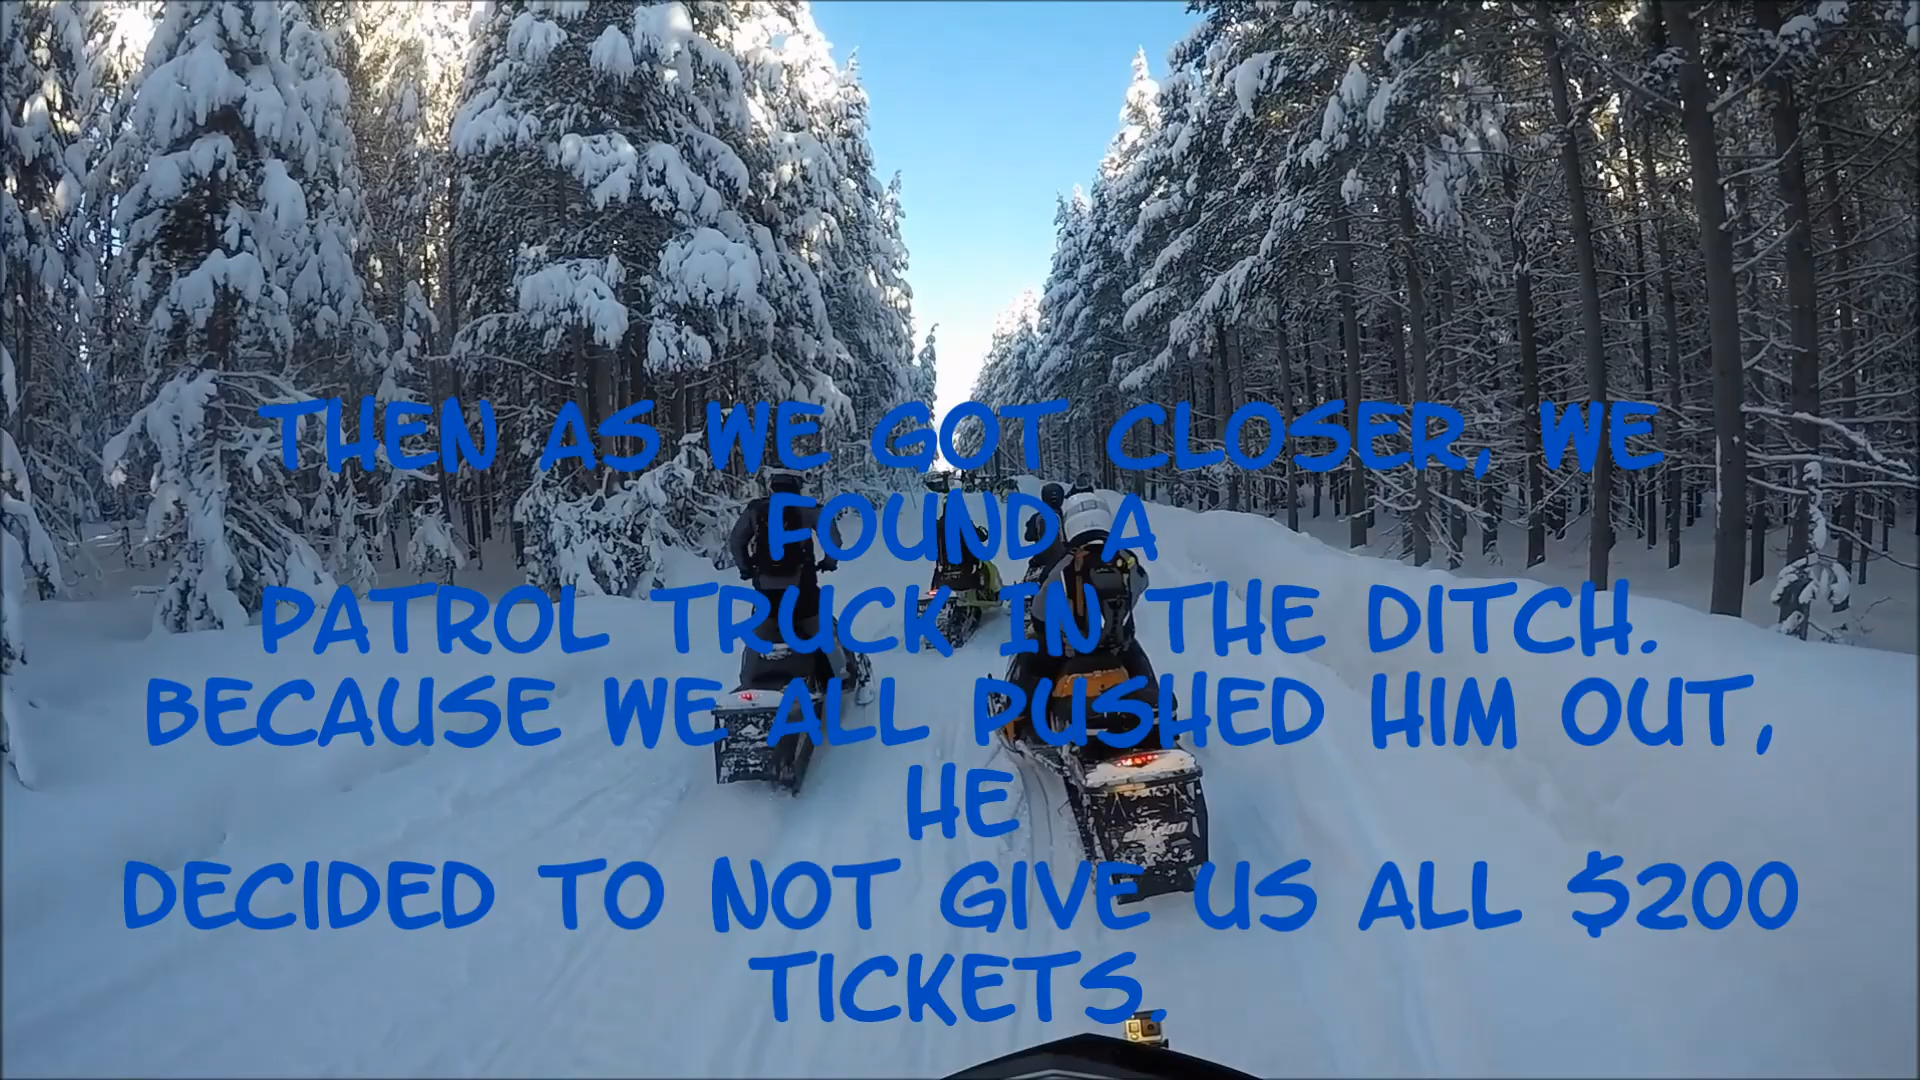 THEN AS WE GOT CLOSER, WE
FOUND A
PATROL TRUCK IN THE DITCH.
BECAUSE WE ALL PUSHED HIM OUT,
HE
DECIDED TO NOT GIVE US ALL $200
TICKETS.